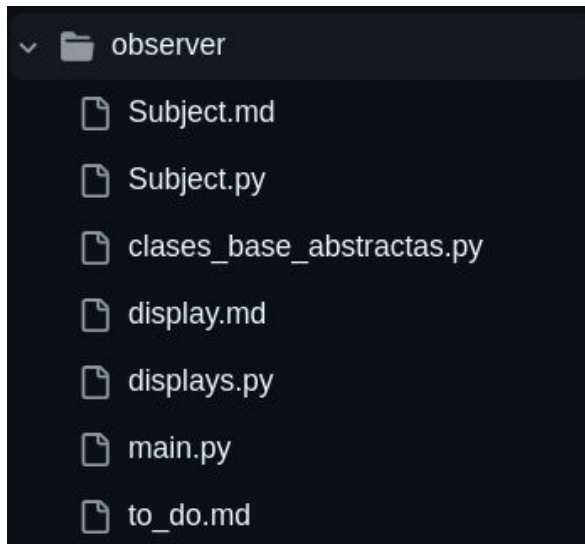 observer
Subject.md
Subject.py
clases_base_abstractas.py
display.md
displays.py
main.py
to_do.md